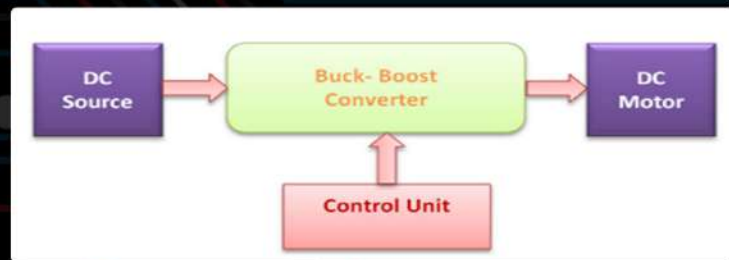 DC
Source
Buck- Boost
Converter
DC
Motor
Control Unit